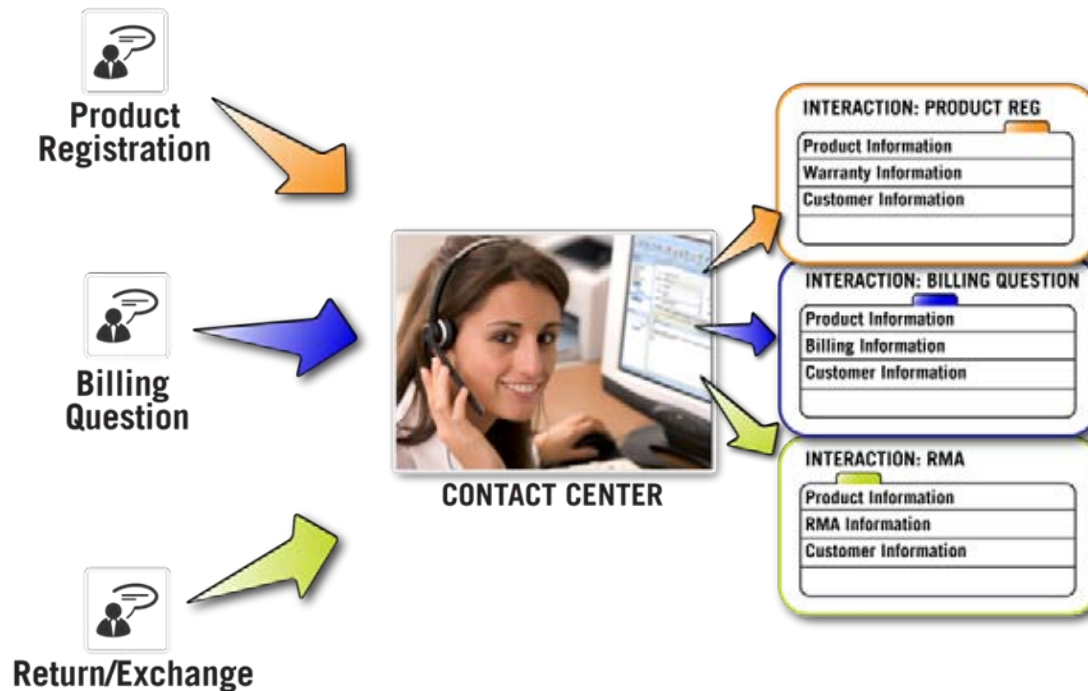 Product
Registration
Billing
Question
Return/Exchange
CONTACT CENTER
INTERACTION: PRODUCT REG
Product Information
Warranty Information
Customer Information
INTERACTION: BILLING QUESTION
Product Information
Billing Information
Customer Information
INTERACTION: RMA
Product Information
RMA Information
Customer Information